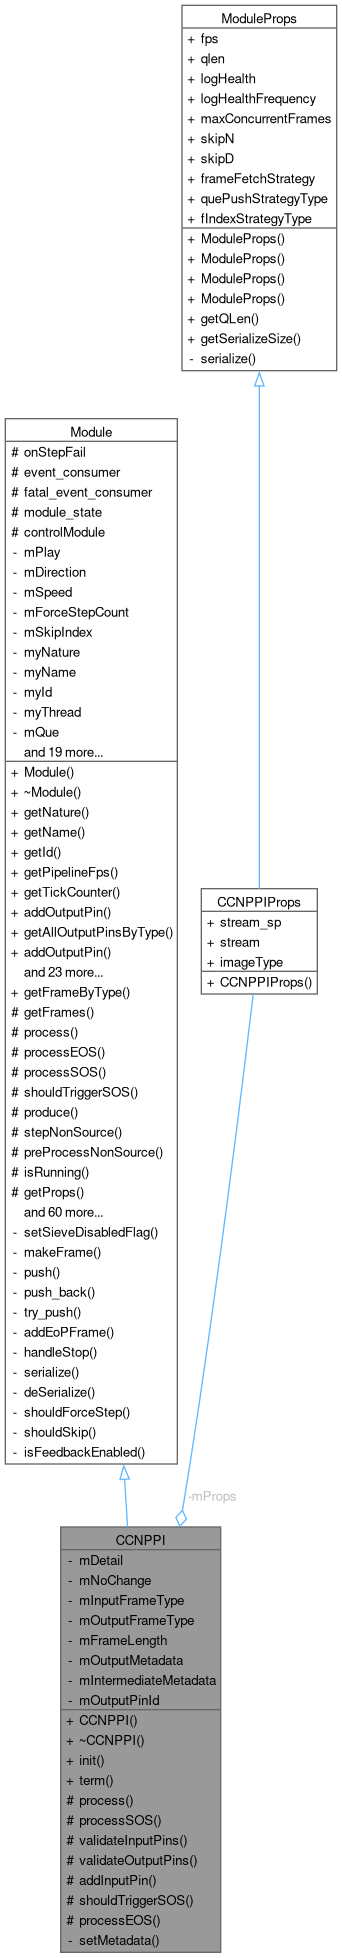 ModuleProps
+ fps
+ qlen
+ logHealth
+ logHealthFrequency
+ maxConcurrentFrames
+ skipN
+ skipD
+ frameFetchStrategy
+ quePushStrategyType
+ fIndexStrategyType
+ ModuleProps()
+ ModuleProps()
+ ModuleProps()
+ ModuleProps()
+ getQLen()
+ getSerializeSize()
- serialize()
Module
# onStepFail
# event_consumer
# fatal_event_consumer
# module_state
# controlModule
- mPlay
- mDirection
- mSpeed
- mForceStepCount
- mSkipIndex
- myNature
- myName
- myId
- myThread
- mQue
and 19 more...
+ Module()
+ ~Module()
+ getNature()
+ getName()
+ getId()
+ getPipelineFps()
+ getTickCounter()
+ addOutputPin()
+ getAllOutputPinsByType()
+ addOutputPin()
and 23 more...
+ getFrameByType()
# getFrames()
# process()
# processEOS()
# processSOS()
# shouldTriggerSOS()
# produce()
# stepNonSource()
# preProcessNonSource()
# isRunning()
# getProps()
and 60 more...
- setSieveDisabledFlag()
- makeFrame()
- push()
- push_back()
- try_push()
- addEoPFrame()
- handleStop()
- serialize()
- deSerialize()
- shouldForceStep()
- shouldSkip()
- isFeedbackEnabled()
CCNPPIProps
+ stream_sp
+ stream
+ imageType
+ CCNPPIProps()
-mProps
CCNPPI
- mDetail
- mNoChange
- mInputFrameType
- mOutputFrameType
- mFrameLength
- mOutputMetadata
- mIntermediateMetadata
- mOutputPinId
+ CCNPPI()
+ ~CCNPPI()
+ init()
+ term()
# process()
# processSOS()
# validateInputPins()
# validateOutputPins()
# addInputPin()
# shouldTriggerSOS()
# processEOS()
- setMetadata()